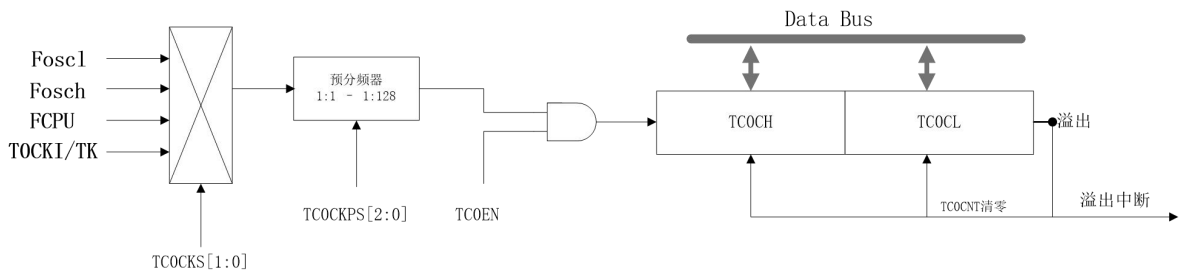 Data Bus
Foscl
Fosch
FCPU
T0CKI/TK
预分频器
1:1 - 1:128
TC0CH
TC0CL
溢出
TC0CKPS[2:0]
TC0EN
TC0CNT清零
溢出中断
TC0CKS[1:0]